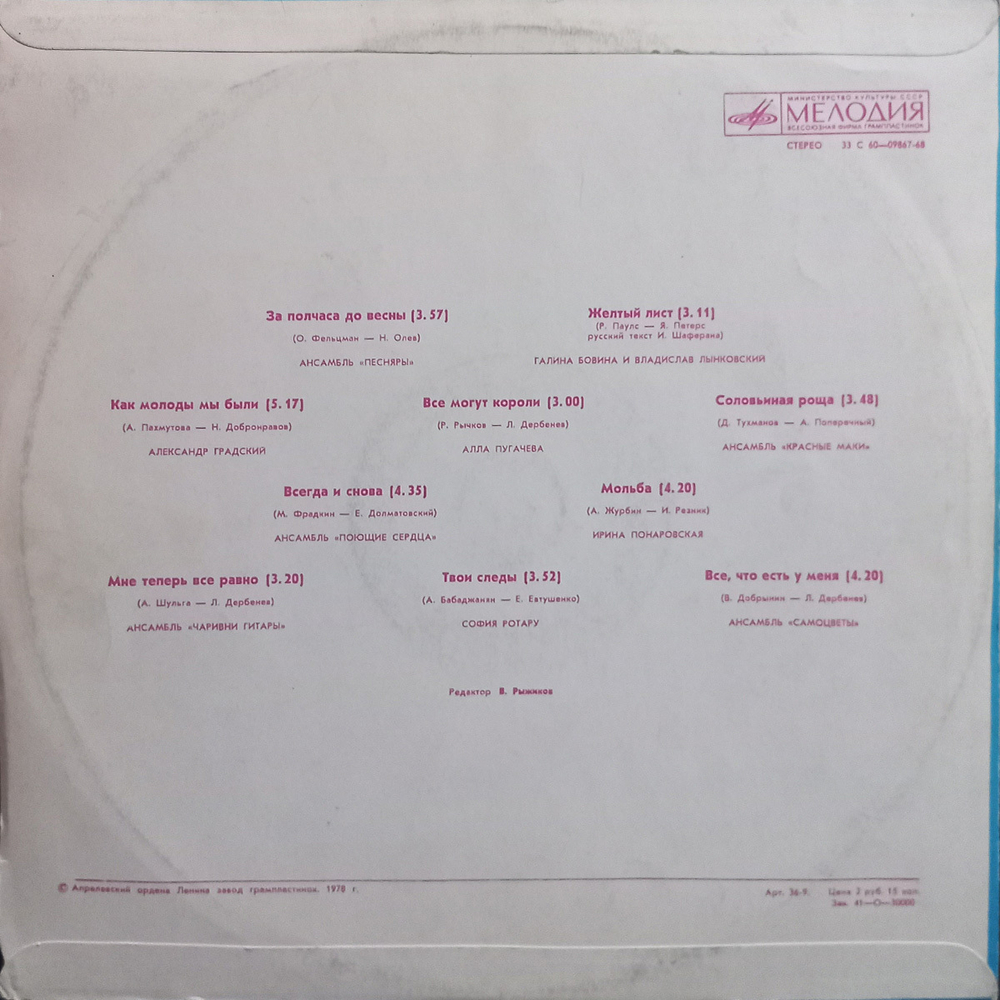 МИНИСТЕРСТВО КУЛЬТУРЫ СССР
МЕЛОДИЯ
ВСЕСОЮЗНАЯ ФИРМА ГРАМПЛАСТИНОК
СТЕРЕО 33 С 60—09867-68
За полчаса до весны (3.57)
(О. Фельцман — Н. Олев)
АНСАМБЛЬ «ПЕСНЯРЫ»
Желтый лист (3.11)
(Р. Паулс — Я. Петерс
русский текст И. Шаферана)
ГАЛИНА БОВИНА И ВЛАДИСЛАВ ЛЫНКОВСКИЙ
Как молоды мы были (5.17)
(А. Пахмутова — Н. Добронравов)
АЛЕКСАНДР ГРАДСКИЙ
Все могут короли (3.00)
(Р. Рычков — Л. Дербенев)
АЛЛА ПУГАЧЕВА
Соловьиная роща (3.48)
(Д. Тухманов — А. Поперечный)
АНСАМБЛЬ «КРАСНЫЕ МАКИ»
Всегда и снова (4.35)
(М. Фрадкин — Е. Долматовский)
АНСАМБЛЬ «ПОЮЩИЕ СЕРДЦА»
Мольба (4.20)
(А. Журбин — И. Резник)
ИРИНА ПОНАРОВСКАЯ
Мне теперь все равно (3.20)
(А. Шульга — Л. Дербенев)
АНСАМБЛЬ «ЧАРИВНИ ГИТАРЫ»
Твои следы (3.52)
(А. Бабаджанян — Е. Евтушенко)
СОФИЯ РОТАРУ
Все, что есть у меня (4.20)
(В. Добрынин — Л. Дербенев)
АНСАМБЛЬ «САМОЦВЕТЫ»
Редактор В. Рыжиков
© Апрелевский ордена Ленина завод грампластинок, 1978 г.
Арт. 36-9. Цена 2 руб. 15 коп.
Зак. 41—О—50000